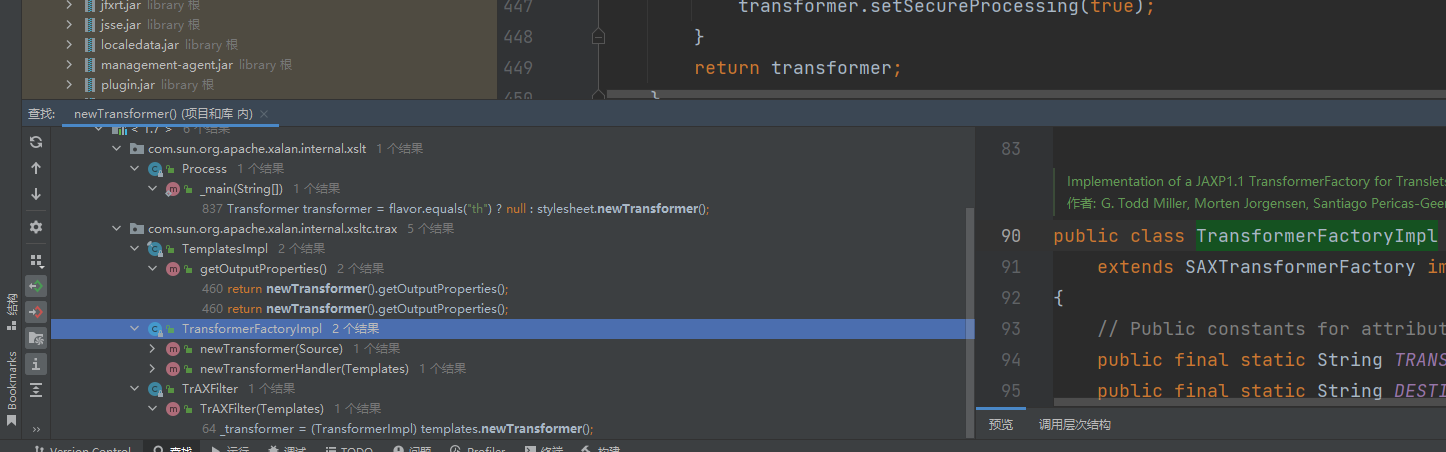 jfxrt.jar library 根
jsse.jar library 根
localedata.jar library 根
management-agent.jar library 根
plugin.jar library 根
447 transformer.setSecureProcessing(true);
448 }
449 return transformer;
450 }
查找: newTransformer() (项目和库 内) ×
< 1.7 > 6 个结果
com.sun.org.apache.xalan.internal.xslt 1 个结果
Process 1 个结果
_main(String[]) 1 个结果
837 Transformer transformer = flavor.equals("th") ? null : stylesheet.newTransformer();
com.sun.org.apache.xalan.internal.xsltc.trax 5 个结果
TemplatesImpl 2 个结果
getOutputProperties() 2 个结果
460 return newTransformer().getOutputProperties();
460 return newTransformer().getOutputProperties();
TransformerFactoryImpl 2 个结果
newTransformer(Source) 1 个结果
newTransformerHandler(Templates) 1 个结果
TrAXFilter 1 个结果
TrAXFilter(Templates) 1 个结果
64 _transformer = (TransformerImpl) templates.newTransformer();
83
Implementation of a JAXP1.1 TransformerFactory for Translets
作者: G. Todd Miller, Morten Jorgensen, Santiago Pericas-Geer
90 public class TransformerFactoryImpl
91 extends SAXTransformerFactory im
92 {
93 // Public constants for attribut
94 public final static String TRANS
95 public final static String DESTI
预览 调用层次结构
结构
Bookmarks
Version Control 查找 运行 调试 TODO 问题 Profiler 终端 构建